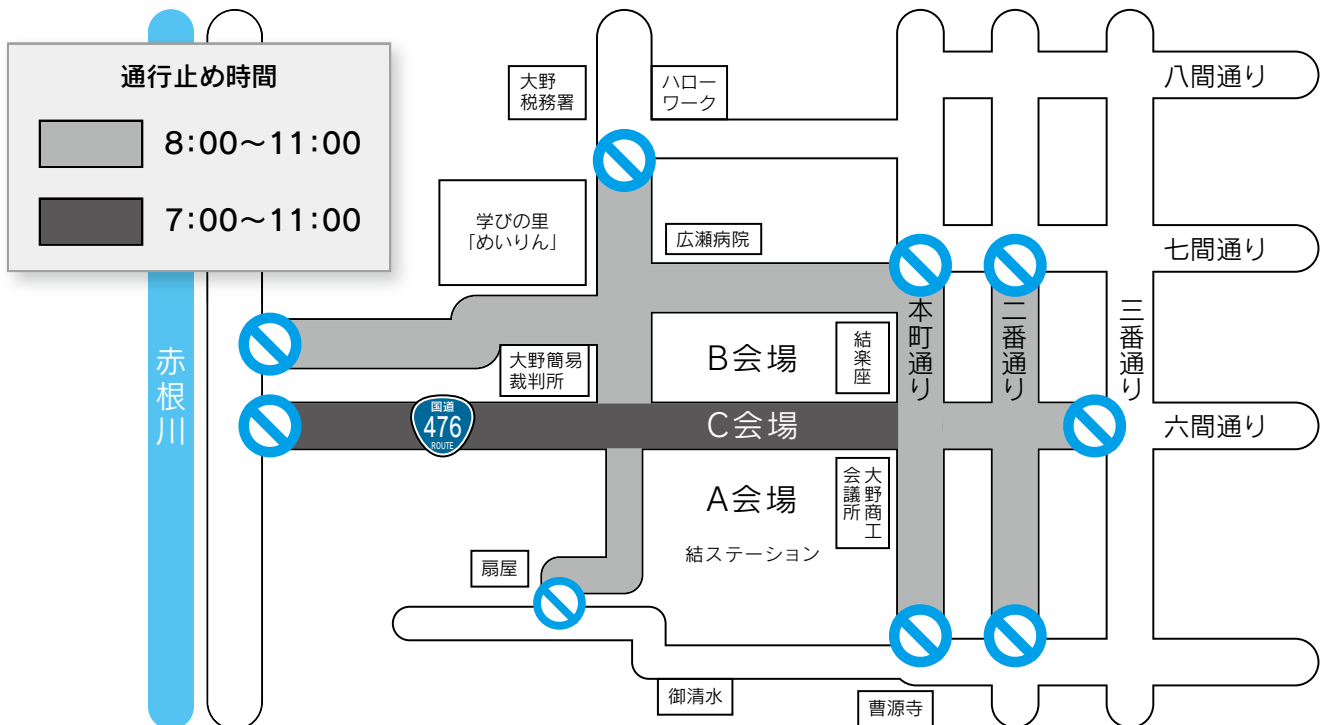 通行止め時間
8:00～11:00
7:00～11:00
大野
税務署
ハロー
ワーク
八間通り
学びの里
「めいりん」
広瀬病院
七間通り
赤根川
大野簡易
裁判所
B会場
結楽座
本町通り
二番通り
三番通り
国道
476
ROUTE
C会場
六間通り
A会場
結ステーション
大野商工
会議所
扇屋
御清水
曹源寺